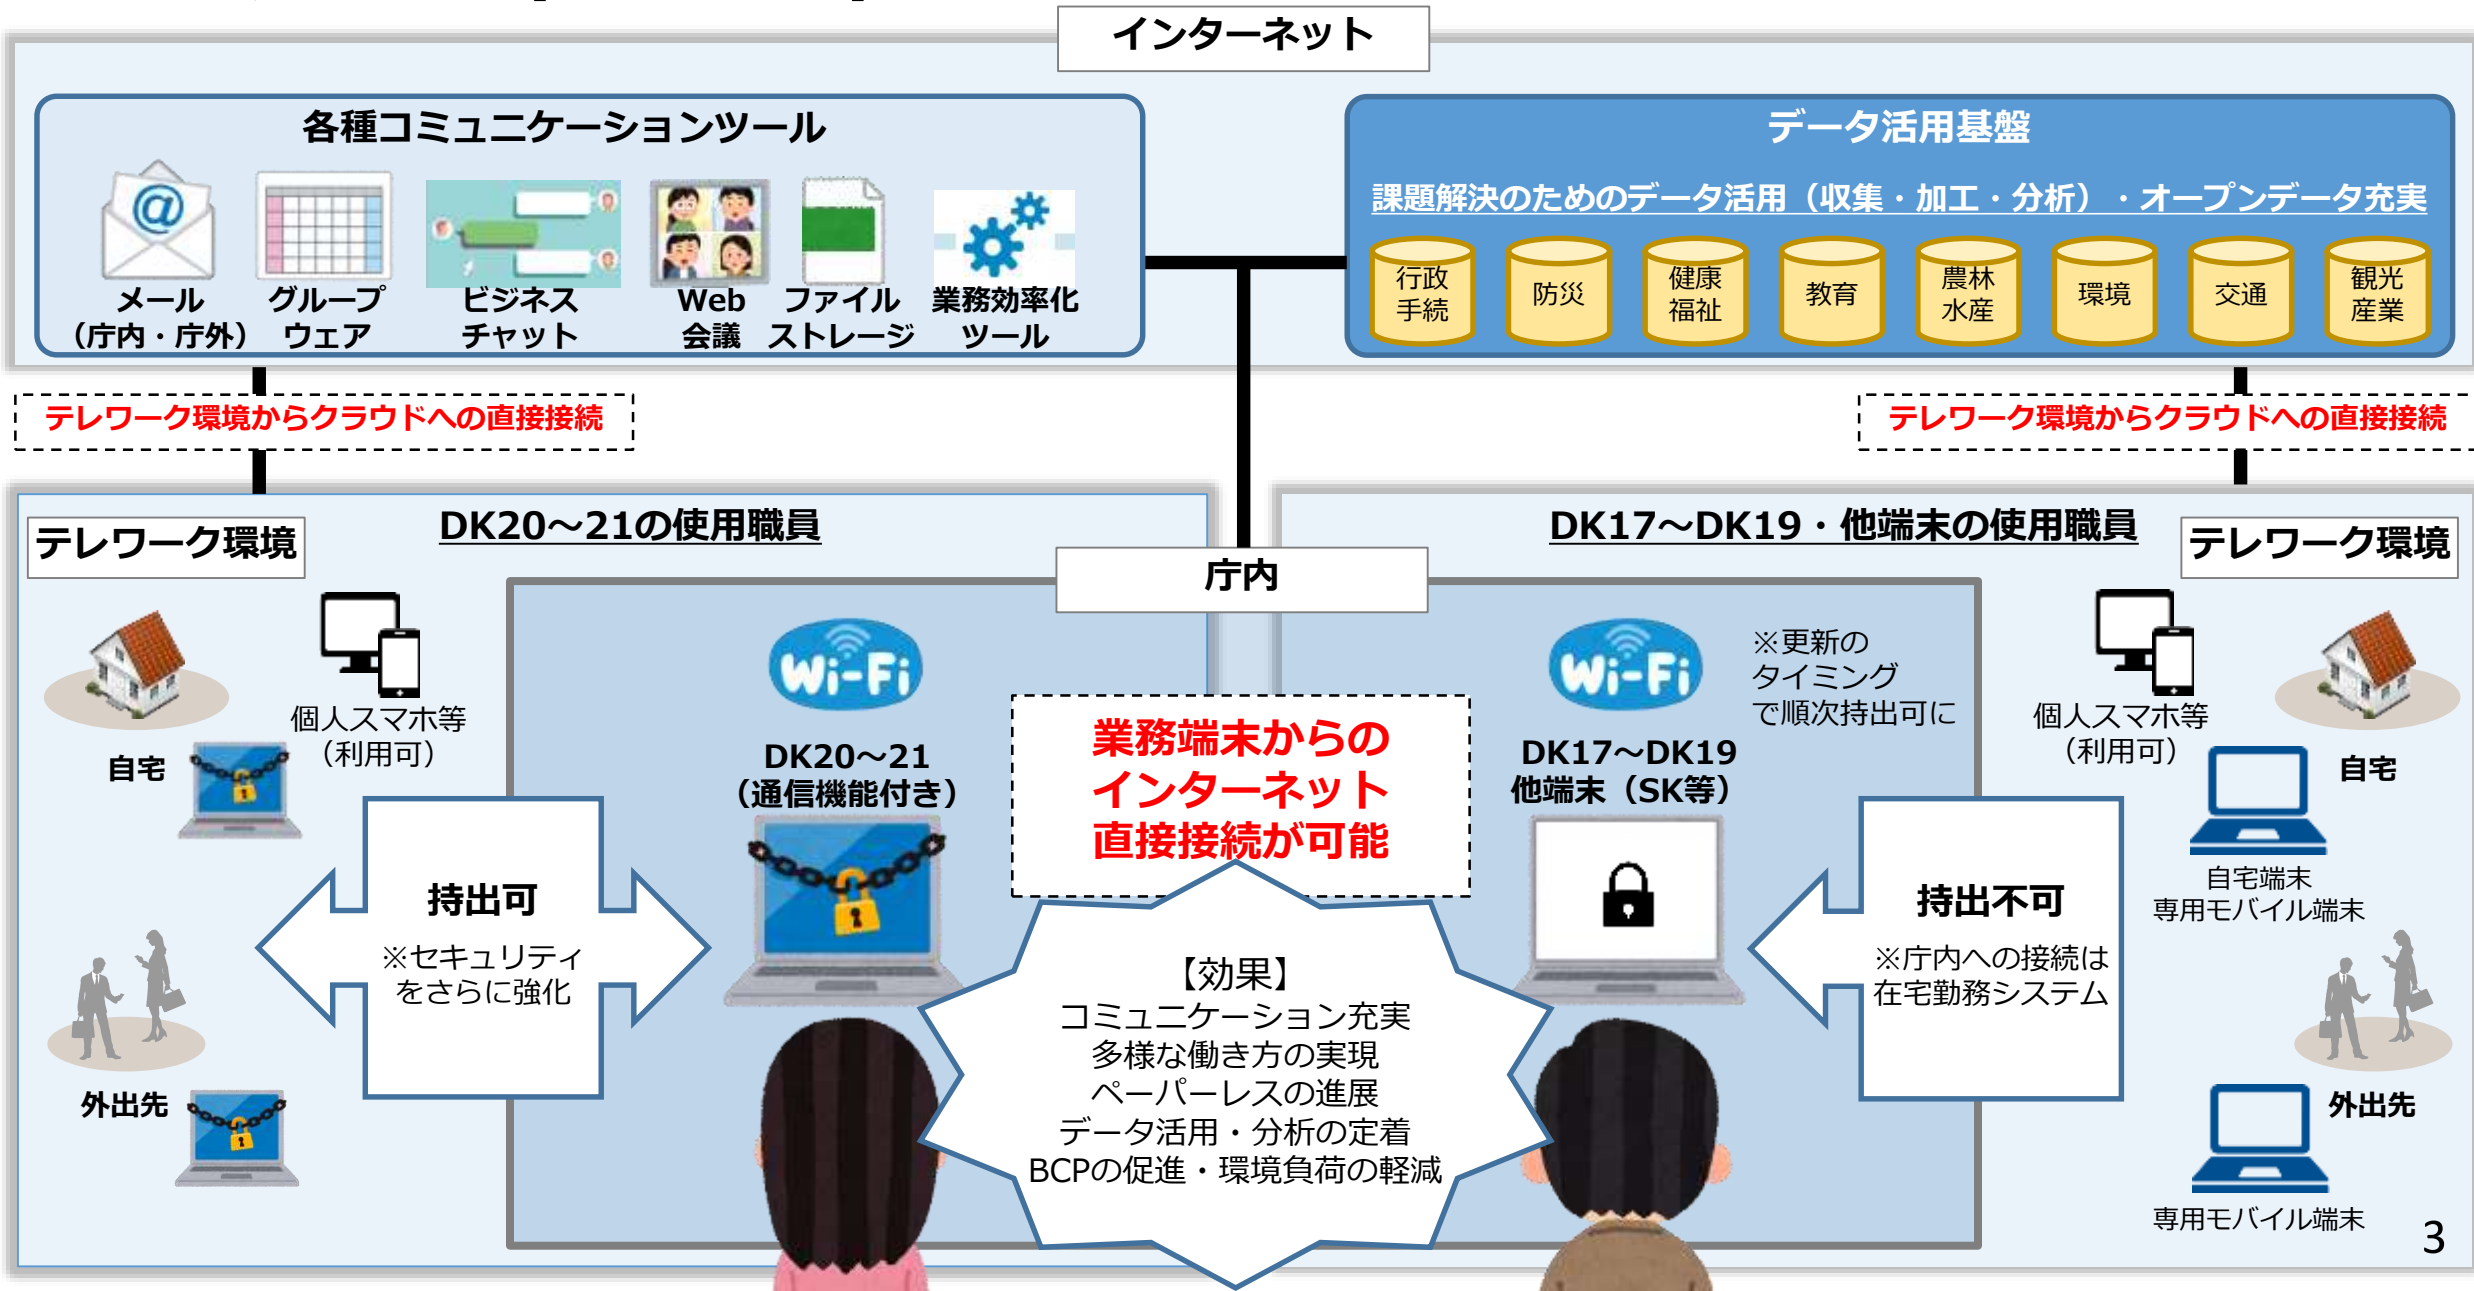 インターネット
各種コミュニケーションツール
メール
（庁内・庁外）
グループ
ウェア
ビジネス
チャット
Web
会議
ファイル
ストレージ
業務効率化
ツール
データ活用基盤
課題解決のためのデータ活用（収集・加工・分析）・オープンデータ充実
行政
手続
防災
健康
福祉
教育
農林
水産
環境
交通
観光
産業
テレワーク環境からクラウドへの直接接続
テレワーク環境からクラウドへの直接接続
テレワーク環境
DK20～21の使用職員
DK17～DK19・他端末の使用職員
テレワーク環境
庁内
個人スマホ等
（利用可）
自宅
Wi-Fi
DK20～21
（通信機能付き）
持出可
※セキュリティ
をさらに強化
外出先
業務端末からの
インターネット
直接接続が可能
【効果】
コミュニケーション充実
多様な働き方の実現
ペーパーレスの進展
データ活用・分析の定着
BCPの促進・環境負荷の軽減
Wi-Fi
※更新の
タイミング
で順次持出可に
DK17～DK19
他端末（SK等）
持出不可
※庁内への接続は
在宅勤務システム
個人スマホ等
（利用可）
自宅
自宅端末
専用モバイル端末
外出先
専用モバイル端末
3